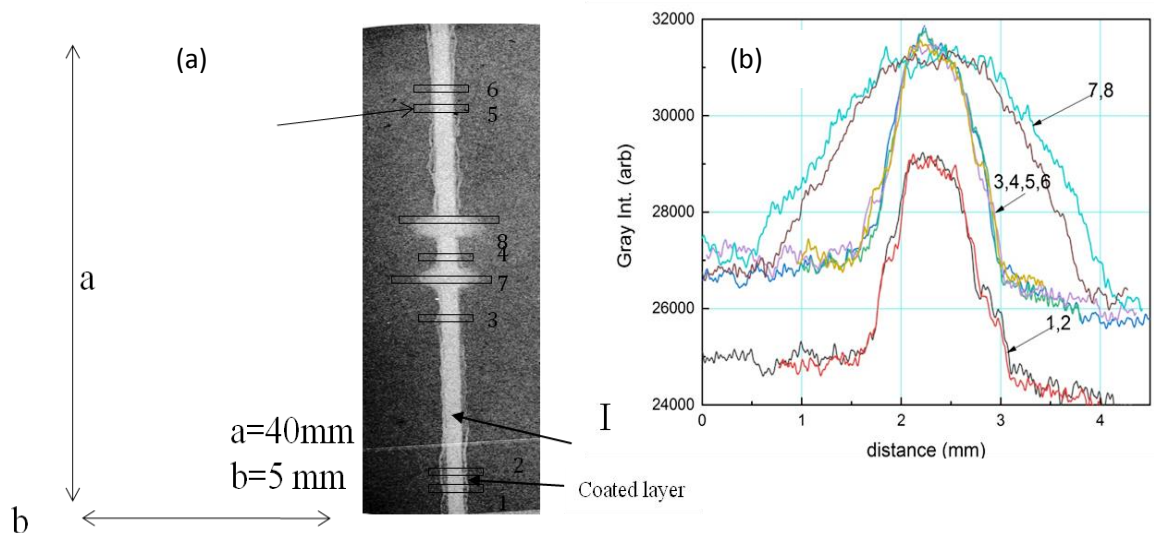 (a)
6
5
8
4
7
3
2
1
a
a=40mm
b=5 mm
b
I
Coated layer
(b)
32000
30000
28000
26000
24000
Gray Int. (arb)
7,8
3,4,5,6
1,2
0
1
2
3
4
distance (mm)